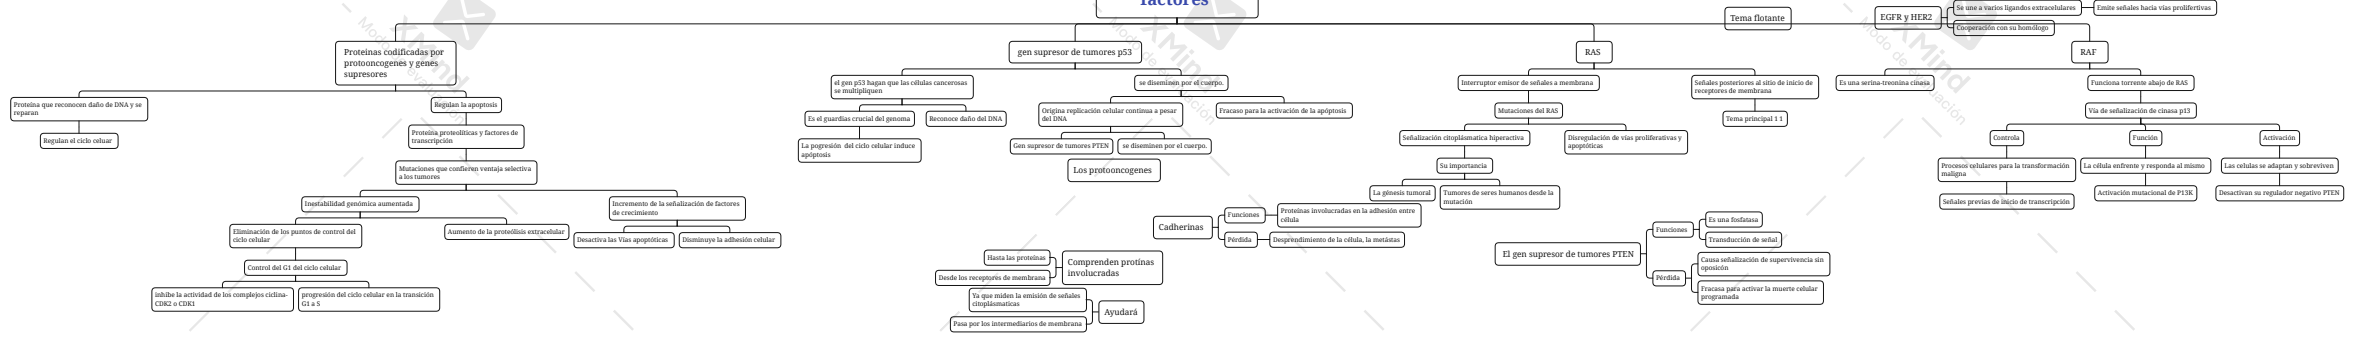 factores
Tema flotante
EGFR y HER2
Se une a varios ligandos extracelulares
Emite señales hacia vías prolifertivas
Cooperación con su homólogo
Proteinas codificadas por
protooncogenes y genes
supresores
Proteina que reconocen daño de DNA y se
reparan
Regulan el ciclo celuar
Regulan la apoptosis
Proteina proteolíticas y factores de
transcripción
Mutaciones que confieren ventaja selectiva
a los tumores
Inestabilidad genómica aumentada
Eliminación de los puntos de control del
ciclo celular
Control del G1 del ciclo celular
inhibe la actividad de los complejos ciclina-
CDK2 o CDK1
progresión del ciclo celular en la transición
G1 a S
Aumento de la proteólisis extracelular
Incremento de la señalización de factores
de crecimiento
Desactiva las Vías apoptóticas
Disminuye la adhesión celular
gen supresor de tumores p53
el gen p53 hagan que las células cancerosas
se multipliquen
Es el guardias crucial del genoma
La pogresión del ciclo celular induce
apóptosis
Reconoce daño del DNA
se diseminen por el cuerpo.
Origina replicación celular continua a pesar
del DNA
Gen supresor de tumores PTEN
se diseminen por el cuerpo.
Fracaso para la activación de la apóptosis
Los protooncogenes
RAS
Interruptor emisor de señales a membrana
Mutaciones del RAS
Señalización citoplásmatica hiperactiva
Su importancia
La génesis tumoral
Tumores de seres humanos desde la
mutación
Disregulación de vías proliferativas y
apoptóticas
Señales posteriores al sitio de inicio de
receptores de membrana
Tema principal 1 1
RAF
Es una serina-treonina cinasa
Funciona torrente abajo de RAS
Vía de señalización de cinasa p13
Controla
Procesos celulares para la transformación
maligna
Señales previas de inicio de transcripción
Función
La célula enfrente y responda al mismo
Activación mutacional de P13K
Activación
Las celulas se adaptan y sobreviven
Desactivan su regulador negativo PTEN
Cadherinas
Funciones
Proteinas involucradas en la adhesión entre
célula
Pérdida
Desprendimiento de la célula, la metástas
Comprenden protínas
involucradas
Hasta las proteínas
Desde los receptores de membrana
Ayudará
Ya que miden la emisión de señales
citoplásmaticas
Pasa por los intermediarios de membrana
El gen supresor de tumores PTEN
Funciones
Es una fosfatasa
Transducción de señal
Pérdida
Causa señalización de supervivencia sin
oposicón
Fracasa para activar la muerte celular
programada
XMind
XMind
XMind